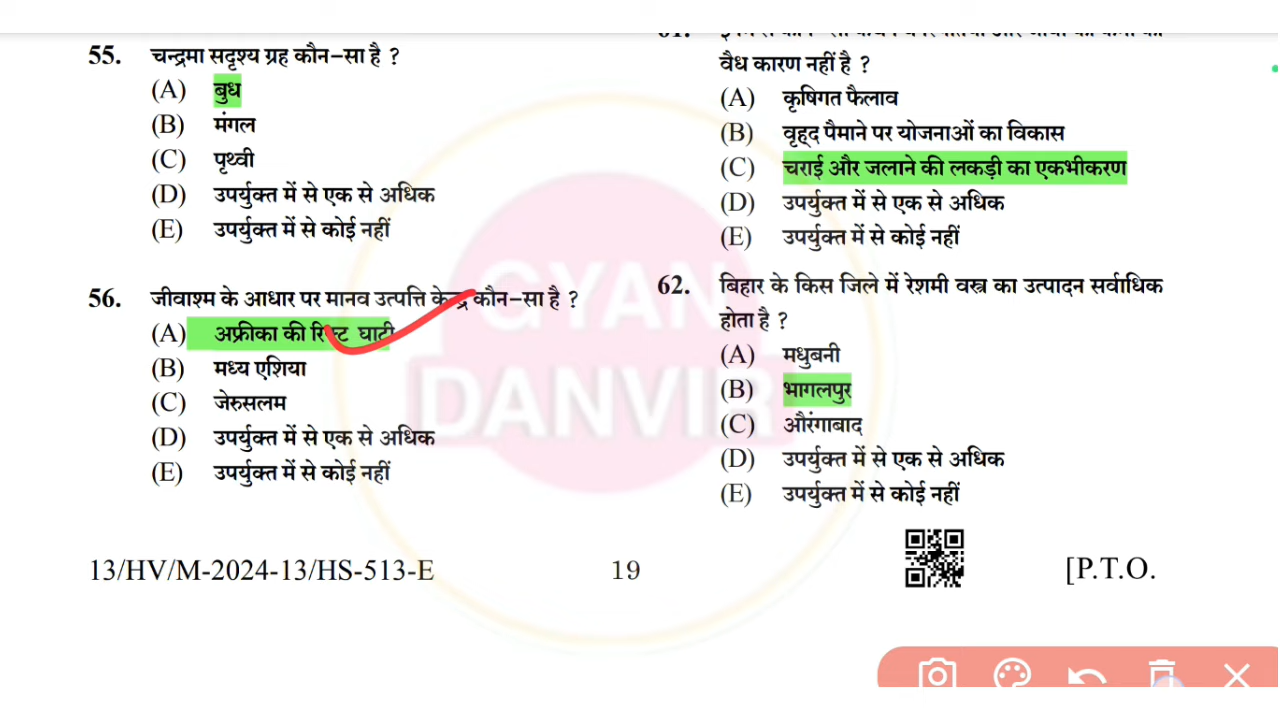 55. चन्द्रमा सदृश्य ग्रह कौन-सा है ?
(A) बुध
(B) मंगल
(C) पृथ्वी
(D) उपर्युक्त में से एक से अधिक
(E) उपर्युक्त में से कोई नहीं
56. जीवाश्म के आधार पर मानव उत्पत्ति केन्द्र कौन-सा है ?
(A) अफ्रीका की रिफ्ट घाटी
(B) मध्य एशिया
(C) जेरुसलम
(D) उपर्युक्त में से एक से अधिक
(E) उपर्युक्त में से कोई नहीं
वैध कारण नहीं है ?
(A) कृषिगत फैलाव
(B) वृहद पैमाने पर योजनाओं का विकास
(C) चराई और जलाने की लकड़ी का एकभीकरण
(D) उपर्युक्त में से एक से अधिक
(E) उपर्युक्त में से कोई नहीं
62. बिहार के किस जिले में रेशमी वस्त्र का उत्पादन सर्वाधिक
होता है ?
(A) मधुबनी
(B) भागलपुर
(C) औरंगाबाद
(D) उपर्युक्त में से एक से अधिक
(E) उपर्युक्त में से कोई नहीं
GYAN
DANVIR
13/HV/M-2024-13/HS-513-E 19 [P.T.O.